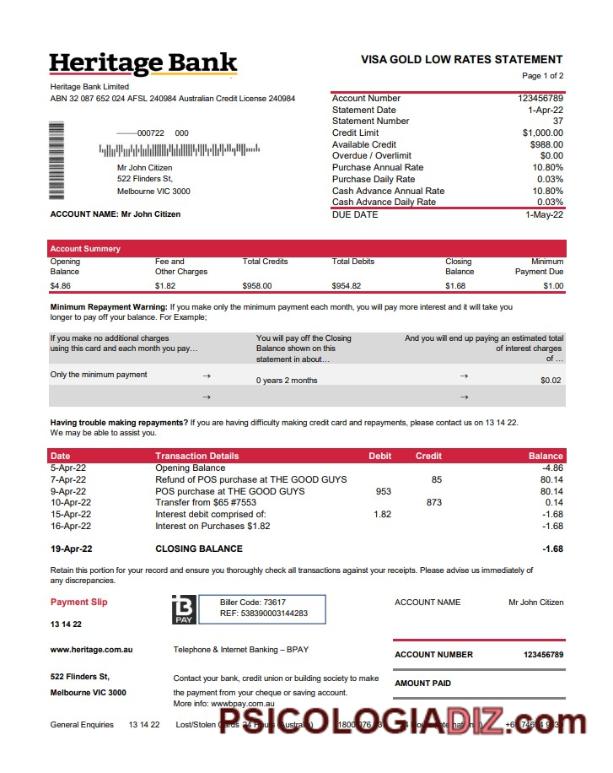 Heritage Bank
VISA GOLD LOW RATES STATEMENT
Page 1 of 2
Heritage Bank Limited
ABN 32 087 652 024 AFSL 240984 Australian Credit License 240984
Account Number 123456789
Statement Date 1-Apr-22
Statement Number 37
Credit Limit $1,000.00
Available Credit $988.00
Overdue / Overlimit $0.00
Purchase Annual Rate 10.80%
Purchase Daily Rate 0.03%
Cash Advance Annual Rate 10.80%
Cash Advance Daily Rate 0.03%
DUE DATE 1-May-22
000722 000
Mr John Citizen
522 Flinders St,
Melbourne VIC 3000
ACCOUNT NAME: Mr John Citizen
Account Summery
Opening Fee and Total Credits Total Debits Closing Minimum
Balance Other Charges Balance Payment Due
$4.86 $1.82 $958.00 $954.82 $1.68 $1.00
Minimum Repayment Warning: If you make only the minimum payment each month, you will pay more interest and it will take you
longer to pay off your balance. For Example;
If you make no additional charges You will pay off the Closing And you will end up paying an estimated total
using this card and each month you pay… Balance shown on this of interest charges
statement in about… of …
Only the minimum payment → 0 years 2 months → $0.02
→ →
Having trouble making repayments? If you are having difficulty making credit card and repayments, please contact us on 13 14 22.
We may be able to assist you.
Date Transaction Details Debit Credit Balance
5-Apr-22 Opening Balance -4.86
7-Apr-22 Refund of POS purchase at THE GOOD GUYS 85 80.14
9-Apr-22 POS purchase at THE GOOD GUYS 953 80.14
10-Apr-22 Transfer from $65 #7553 873 0.14
15-Apr-22 Interest debit comprised of: 1.82 -1.68
16-Apr-22 Interest on Purchases $1.82 -1.68
19-Apr-22 CLOSING BALANCE -1.68
Retain this portion for your record and ensure you thoroughly check all transactions against your receipts. Please advise us immediately of
any discrepancies.
Payment Slip
13 14 22
B
PAY
Biller Code: 73617
REF: 538390003144283
ACCOUNT NAME Mr John Citizen
www.heritage.com.au
Telephone & Internet Banking – BPAY
ACCOUNT NUMBER 123456789
522 Flinders St,
Melbourne VIC 3000
Contact your bank, credit union or building society to make
the payment from your cheque or saving account.
More info: wwwbpay.com.au
AMOUNT PAID
General Enquiries 13 14 22 Lost/Stolen
PSICOLOGIADIZ.com